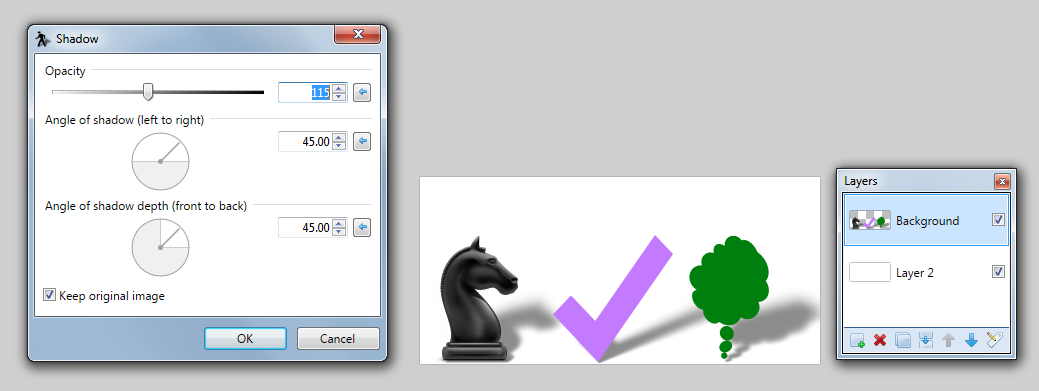 Shadow
Opacity
115
Angle of shadow (left to right)
45.00
Angle of shadow depth (front to back)
45.00
Keep original image
OK
Cancel
Layers
Background
Layer 2